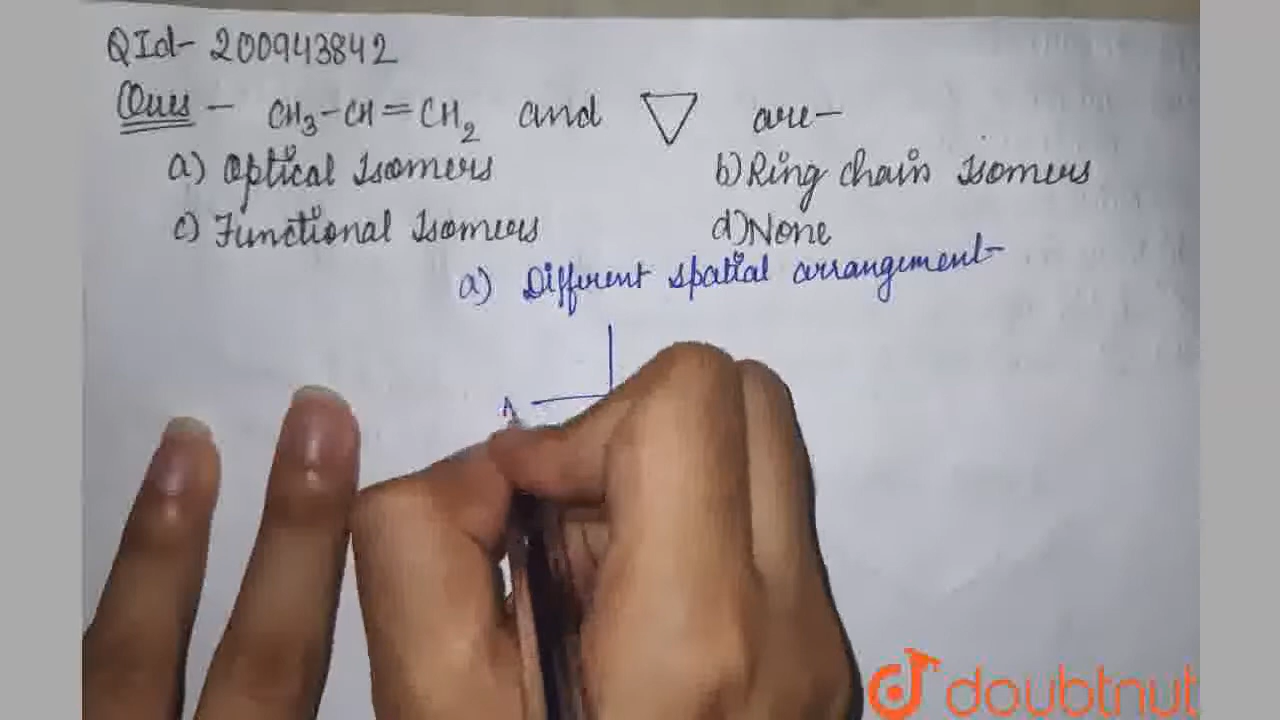 QId- 200943842
Ques - CH3-CH=CH2 and ▽ are-
a) Optical Isomers b) Ring chain Isomers
c) Functional Isomers d) None
a) Different spatial arrangement-
A
doubtnut